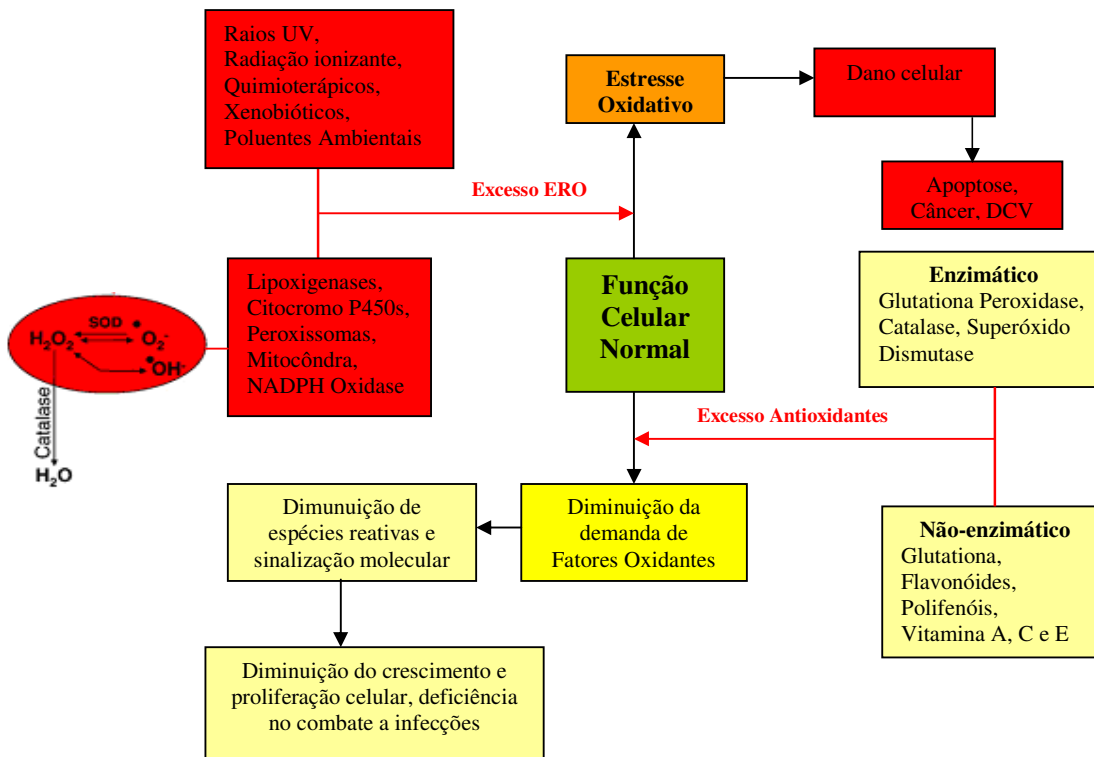 Raios UV,
Radiação ionizante,
Quimioterápicos,
Xenobióticos,
Poluentes Ambientais
Estresse
Oxidativo
Dano celular
Apoptose,
Câncer, DCV
Excesso ERO
Lipoxigenases,
Citocromo P450s,
Peroxissomas,
Mitocôndra,
NADPH Oxidase
H₂O₂ SOD •O₂⁻
•OH⁻
Catalase
H₂O
Função
Celular
Normal
Enzimático
Glutationa Peroxidase,
Catalase, Superóxido
Dismutase
Excesso Antioxidantes
Dimunuição de
espécies reativas e
sinalização molecular
Diminuição da
demanda de
Fatores Oxidantes
Não-enzimático
Glutationa,
Flavonóides,
Polifenóis,
Vitamina A, C e E
Diminuição do crescimento e
proliferação celular, deficiência
no combate a infecções